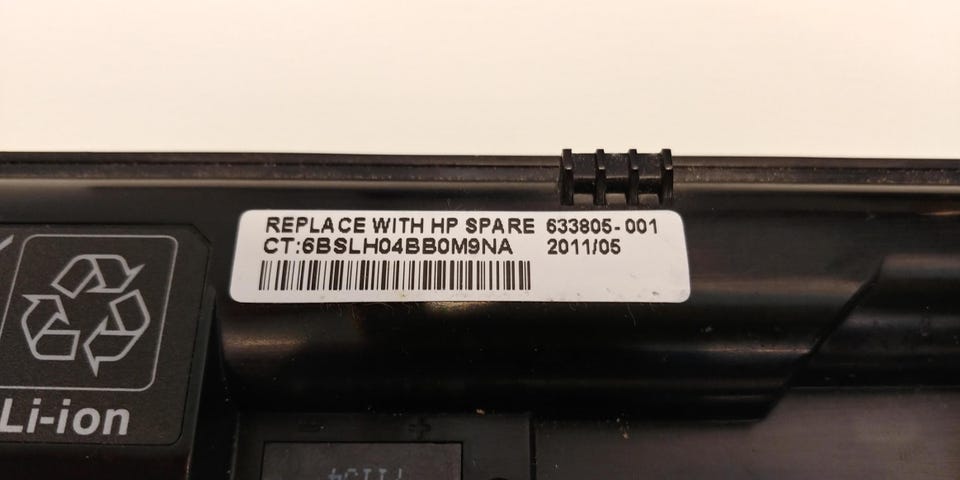 REPLACE WITH HP SPARE 633805-001
CT:6BSLH04BB0M9NA 2011/05
Li-ion
- +